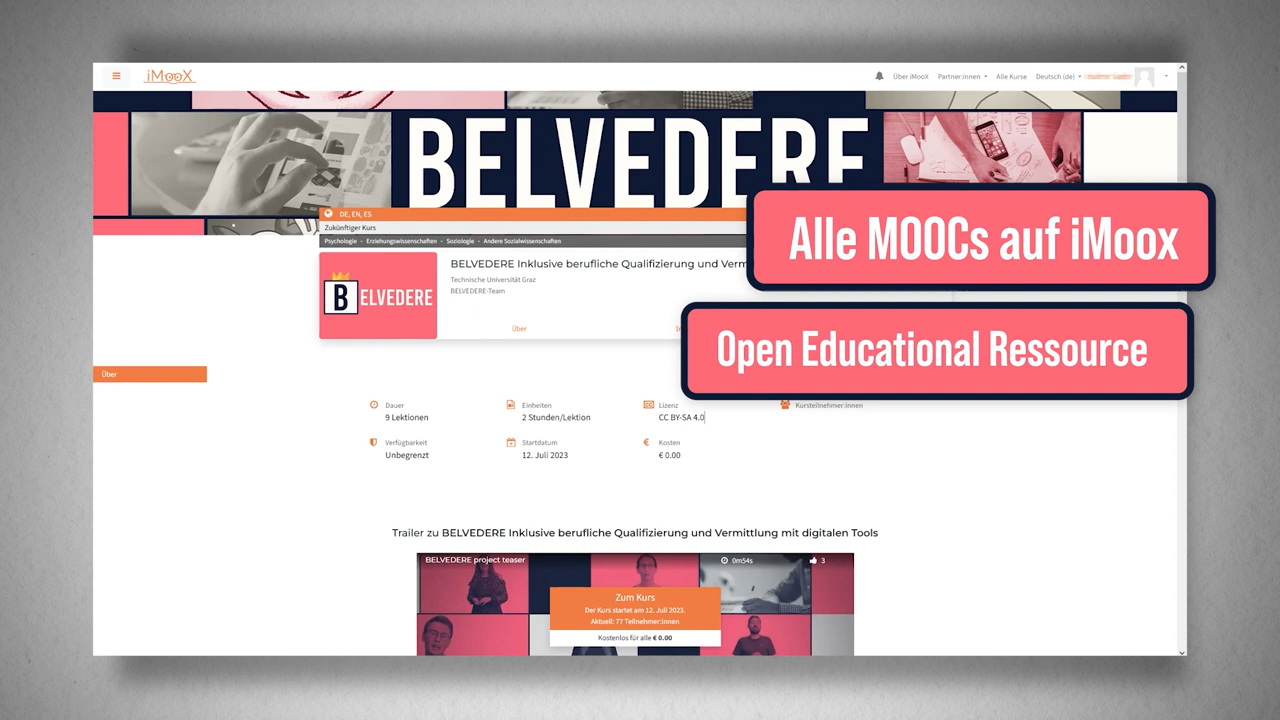 iMooX
Über iMooX
Partner:innen
Alle Kurse
Deutsch (de)
BELVEDERE
DE, EN, ES
Zukünftiger Kurs
Psychologie - Erziehungswissenschaften - Soziologie - Andere Sozialwissenschaften
BELVEDERE
BELVEDERE Inklusive berufliche Qualifizierung und Verm
Technische Universität Graz
BELVEDERE-Team
Über
Alle MOOCs auf iMoox
Open Educational Ressource
Über
Dauer
9 Lektionen
Einheiten
2 Stunden/Lektion
Lizenz
CC BY-SA 4.0
Kursteilnehmer:innen
Verfügbarkeit
Unbegrenzt
Startdatum
12. Juli 2023
Kosten
€ 0.00
Trailer zu BELVEDERE Inklusive berufliche Qualifizierung und Vermittlung mit digitalen Tools
BELVEDERE project teaser
0m54s
3
Zum Kurs
Der Kurs startet am 12. Juli 2023.
Aktuell: 77 Teilnehmer:innen
Kostenlos für alle € 0.00